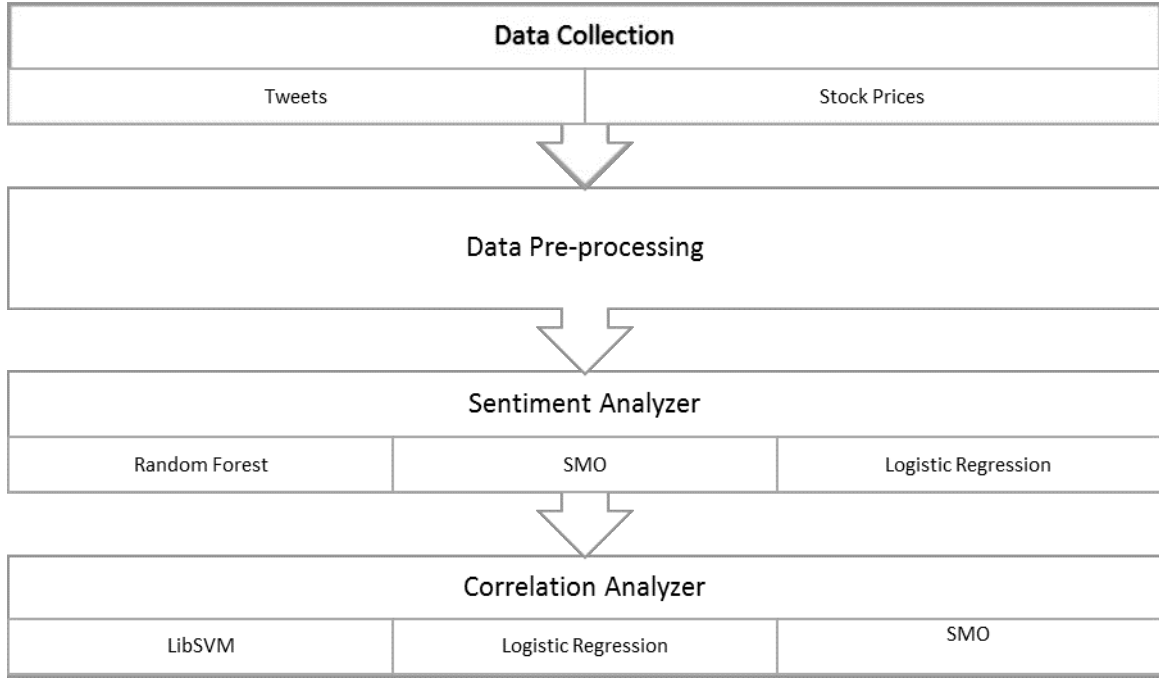 Data Collection
Tweets
Stock Prices
Data Pre-processing
Sentiment Analyzer
Random Forest
SMO
Logistic Regression
Correlation Analyzer
LibSVM
Logistic Regression
SMO